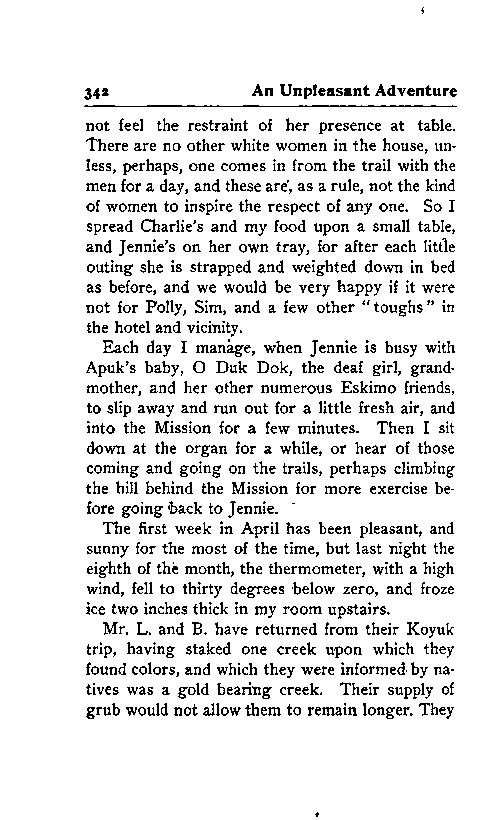 342 An Unpleasant Adventure
not feel the restraint of her presence at table.
There are no other white women in the house, un-
less, perhaps, one comes in from the trail with the
men for a day, and these are, as a rule, not the kind
of women to inspire the respect of any one. So I
spread Charlie's and my food upon a small table,
and Jennie's on her own tray, for after each little
outing she is strapped and weighted down in bed
as before, and we would be very happy if it were
not for Polly, Sim, and a few other "toughs" in
the hotel and vicinity.
Each day I manage, when Jennie is busy with
Apuk's baby, O Duk Dok, the deaf girl, grand-
mother, and her other numerous Eskimo friends,
to slip away and run out for a little fresh air, and
into the Mission for a few minutes. Then I sit
down at the organ for a while, or hear of those
coming and going on the trails, perhaps climbing
the hill behind the Mission for more exercise be-
fore going back to Jennie.
The first week in April has been pleasant, and
sunny for the most of the time, but last night the
eighth of the month, the thermometer, with a high
wind, fell to thirty degrees below zero, and froze
ice two inches thick in my room upstairs.
Mr. L. and B. have returned from their Koyuk
trip, having staked one creek upon which they
found colors, and which they were informed by na-
tives was a gold bearing creek. Their supply of
grub would not allow them to remain longer. They